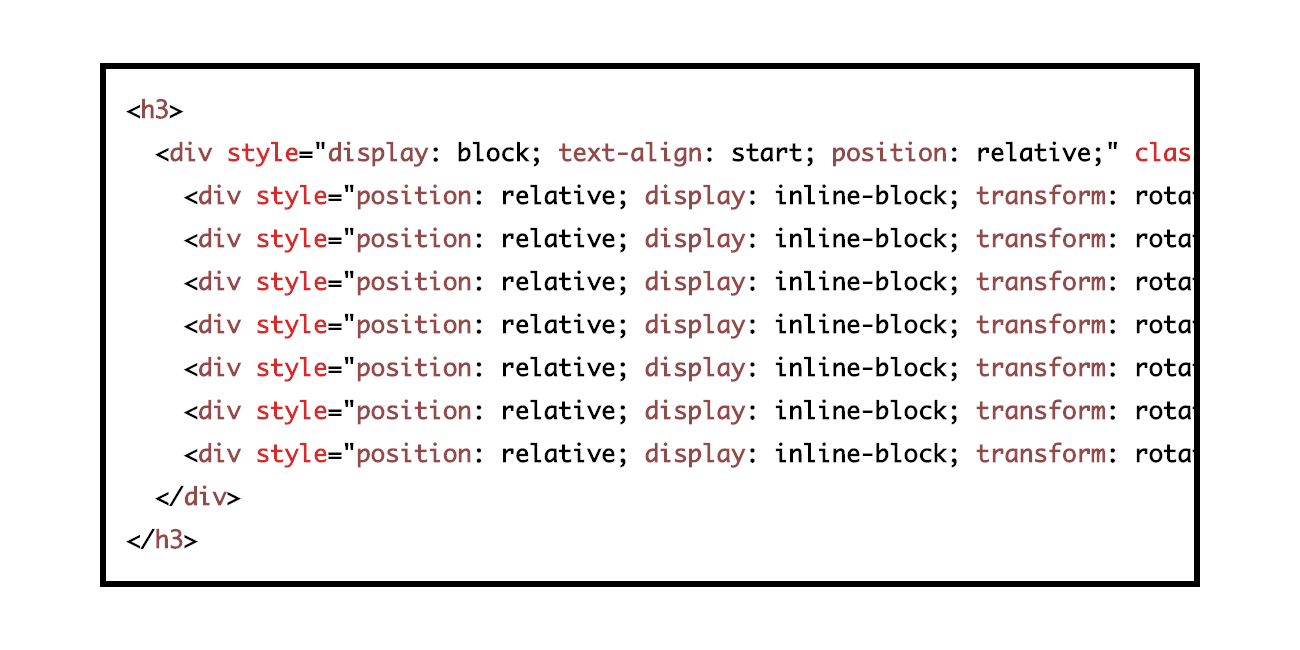 <h3>
<div style="display: block; text-align: start; position: relative;" clas
<div style="position: relative; display: inline-block; transform: rota
<div style="position: relative; display: inline-block; transform: rota
<div style="position: relative; display: inline-block; transform: rota
<div style="position: relative; display: inline-block; transform: rota
<div style="position: relative; display: inline-block; transform: rota
<div style="position: relative; display: inline-block; transform: rota
<div style="position: relative; display: inline-block; transform: rota
</div>
</h3>